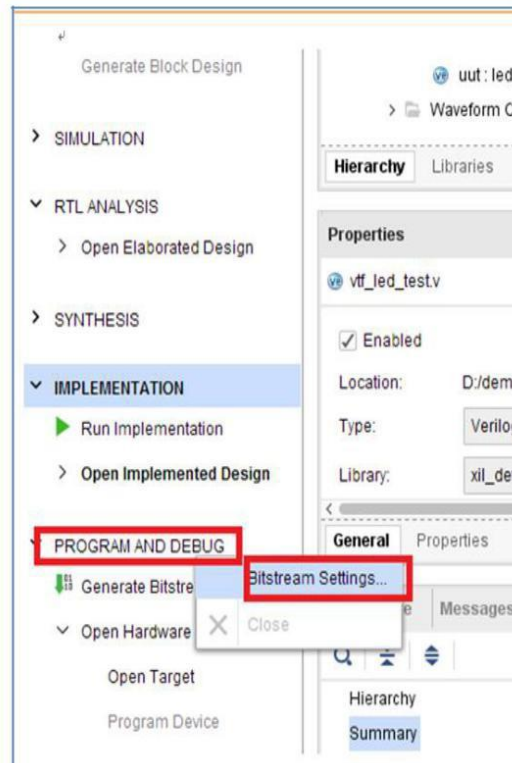 Generate Block Design
SIMULATION
RTL ANALYSIS
Open Elaborated Design
SYNTHESIS
IMPLEMENTATION
Run Implementation
Open Implemented Design
PROGRAM AND DEBUG
Generate Bitstre
Open Hardware
Open Target
Program Device
Bitstream Settings...
Close
uut : led
Waveform C
Hierarchy Libraries
Properties
vtf_led_test.v
Enabled
Location: D:/dem
Type: Verilo
Library: xil_de
General Properties
e Messages
Hierarchy
Summary